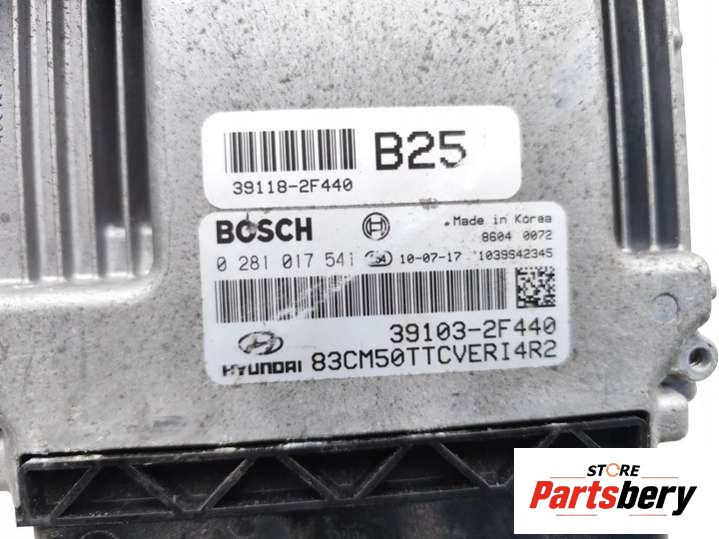 B25
39118-2F440
BOSCH
.Made in Korea
8604 0072
0 281 017 541 10-07-17 1039S42345
39103-2F440
HYUNDAI 83CM50TTCVERI4R2
STORE
Partsbery